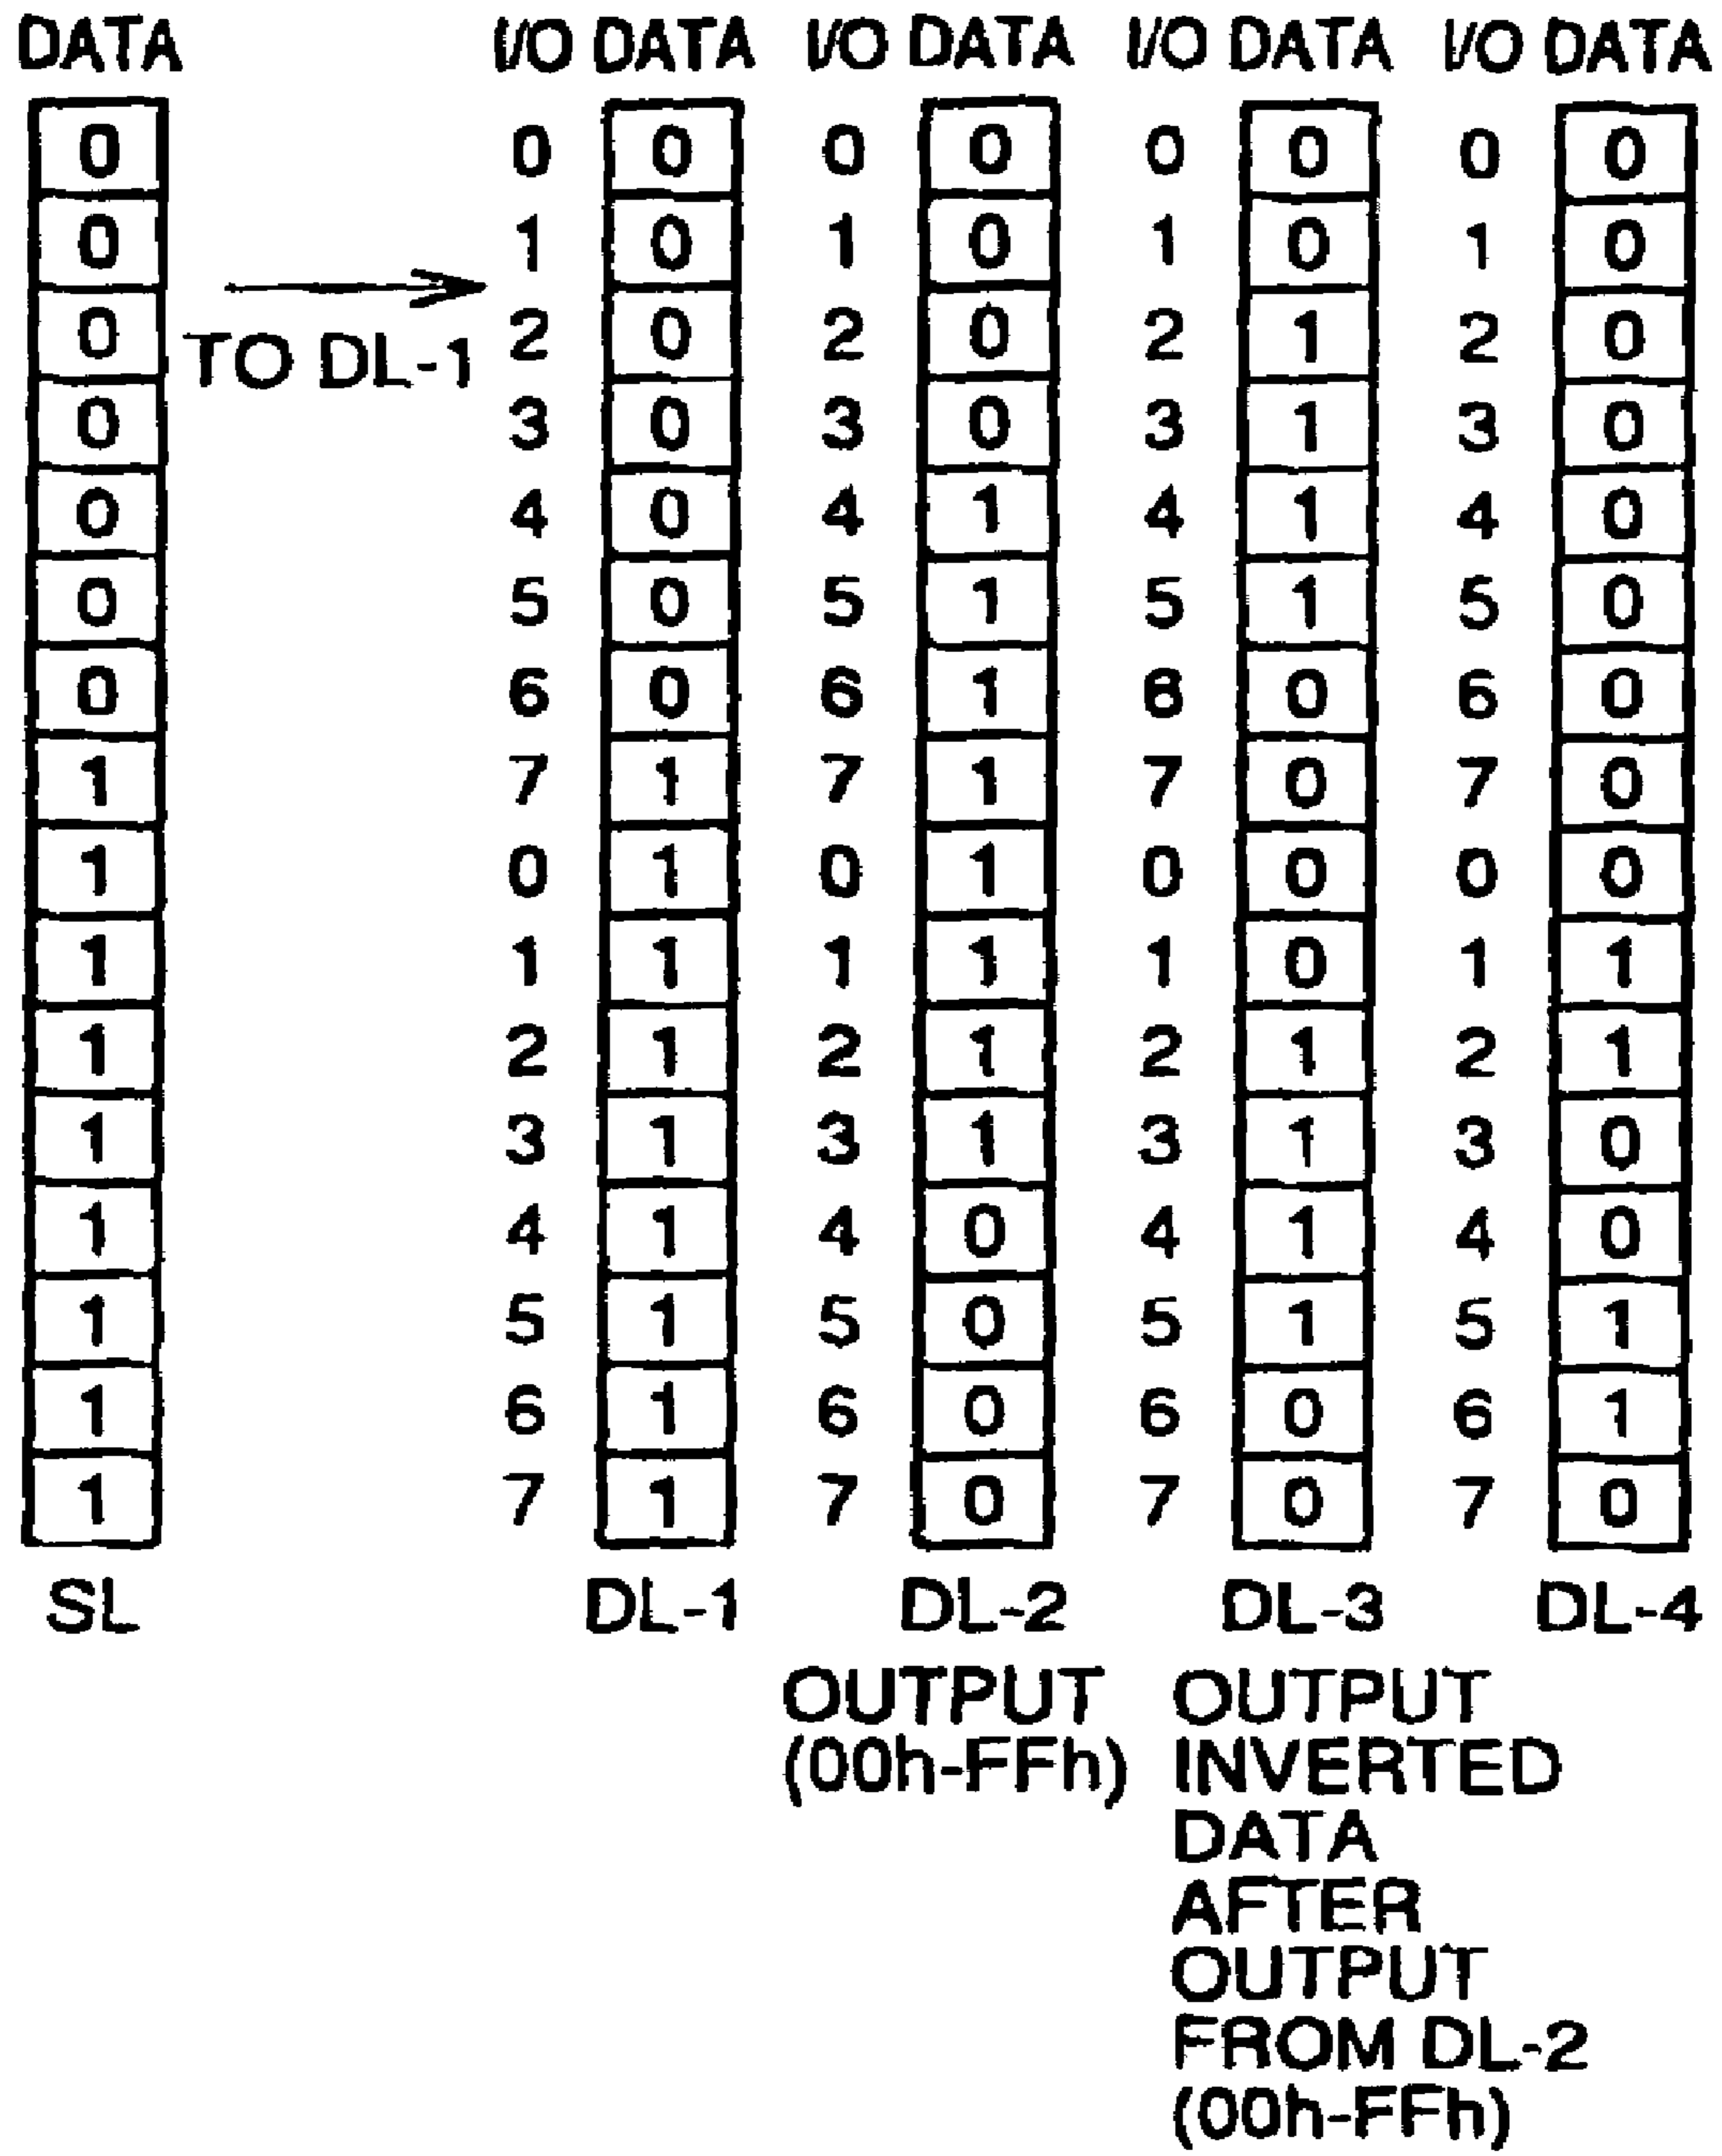 DATA I/O DATA I/O DATA I/O DATA I/O DATA
0 0 0 0 0 0 0 0 0
0 1 0 1 0 1 0 1 0
TO DL-1
0 2 0 2 0 2 1 2 0
0 3 0 3 0 3 1 3 0
0 4 0 4 1 4 1 4 0
0 5 0 5 1 5 1 5 0
0 6 0 6 1 6 0 6 0
1 7 1 7 1 7 0 7 0
1 0 1 0 1 0 0 0 0
1 1 1 1 1 1 0 1 1
1 2 1 2 1 2 1 2 1
1 3 1 3 1 3 1 3 0
1 4 1 4 0 4 1 4 0
1 5 1 5 0 5 1 5 1
1 6 1 6 0 6 0 6 1
1 7 1 7 0 7 0 7 0
SL DL-1 DL-2 DL-3 DL-4
OUTPUT
(00h-FFh)
OUTPUT
INVERTED
DATA
AFTER
OUTPUT
FROM DL-2
(00h-FFh)